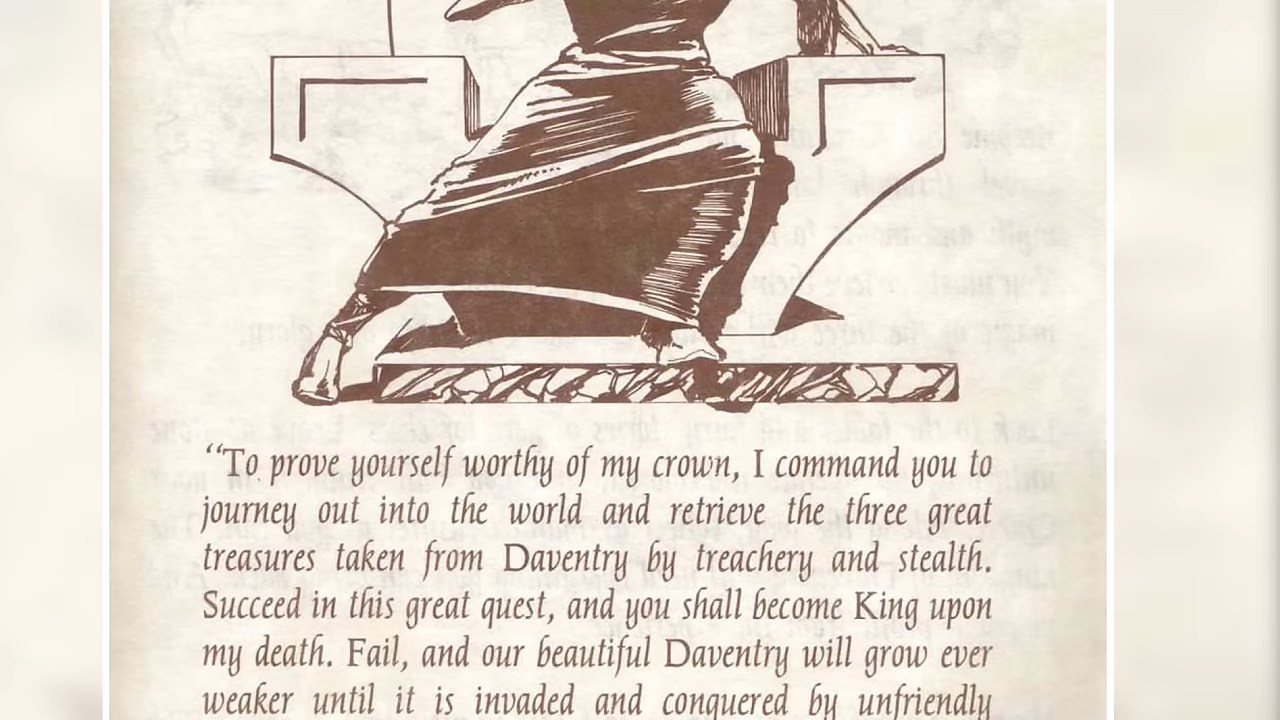 “To prove yourself worthy of my crown, I command you to
journey out into the world and retrieve the three great
treasures taken from Daventry by treachery and stealth.
Succeed in this great quest, and you shall become King upon
my death. Fail, and our beautiful Daventry will grow ever
weaker until it is invaded and conquered by unfriendly